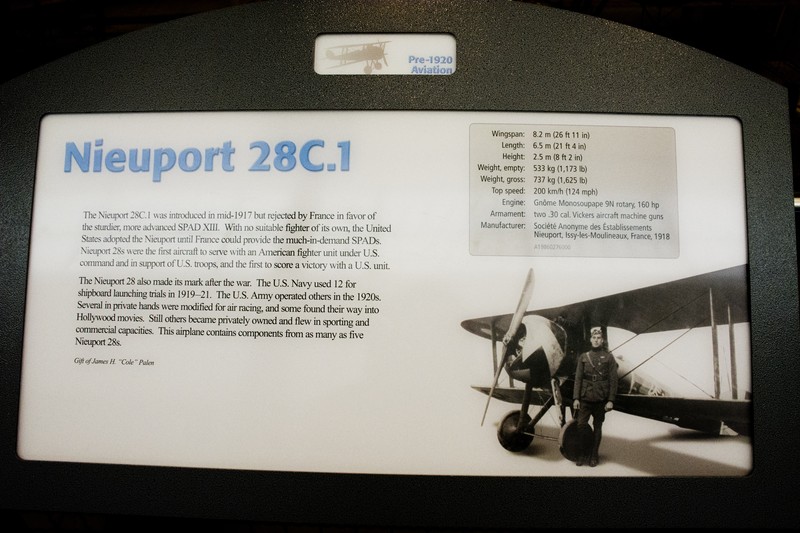 Pre-1920
Aviation
Nieuport 28C.1
The Nieuport 28C.1 was introduced in mid-1917 but rejected by France in favor of
the sturdier, more advanced SPAD XIII. With no suitable fighter of its own, the United
States adopted the Nieuport until France could provide the much-in-demand SPADs.
Nieuport 28s were the first aircraft to serve with an American fighter unit under U.S.
command and in support of U.S. troops, and the first to score a victory with a U.S. unit.
The Nieuport 28 also made its mark after the war. The U.S. Navy used 12 for
shipboard launching trials in 1919–21. The U.S. Army operated others in the 1920s.
Several in private hands were modified for air racing, and some found their way into
Hollywood movies. Still others became privately owned and flew in sporting and
commercial capacities. This airplane contains components from as many as five
Nieuport 28s.
Gift of James H. "Cole" Palen
Wingspan: 8.2 m (26 ft 11 in)
Length: 6.5 m (21 ft 4 in)
Height: 2.5 m (8 ft 2 in)
Weight, empty: 533 kg (1,173 lb)
Weight, gross: 737 kg (1,625 lb)
Top speed: 200 km/h (124 mph)
Engine: Gnôme Monosoupape 9N rotary, 160 hp
Armament: two .30 cal. Vickers aircraft machine guns
Manufacturer: Société Anonyme des Éstablissements
Nieuport, Issy-les-Moulineaux, France, 1918